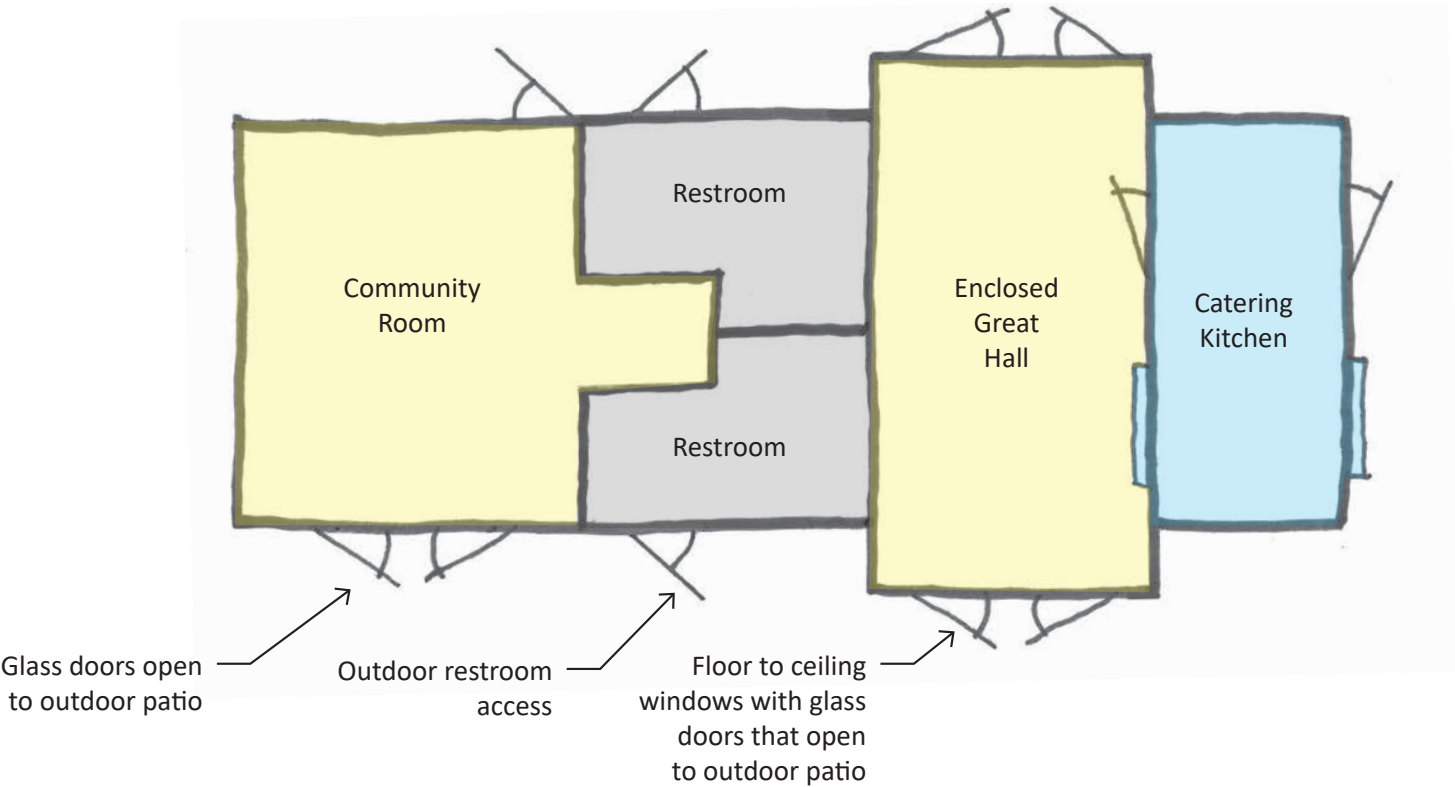 Restroom
Community
Room
Enclosed
Great
Hall
Catering
Kitchen
Restroom
Glass doors open
to outdoor patio
Outdoor restroom
access
Floor to ceiling
windows with glass
doors that open
to outdoor patio